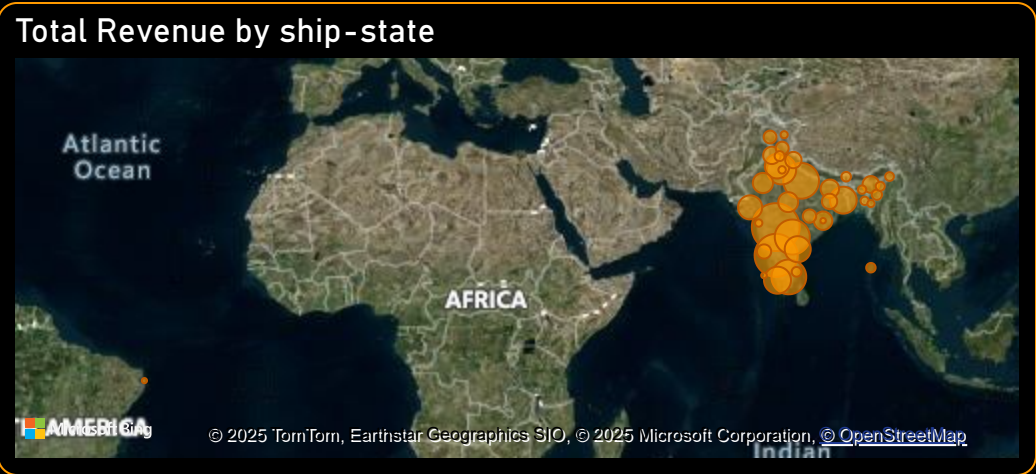 Total Revenue by ship-state
Atlantic
Ocean
AFRICA
AMERICA
Microsoft Bing
© 2025 TomTom, Earthstar Geographics SIO, © 2025 Microsoft Corporation, © OpenStreetMap
Indian